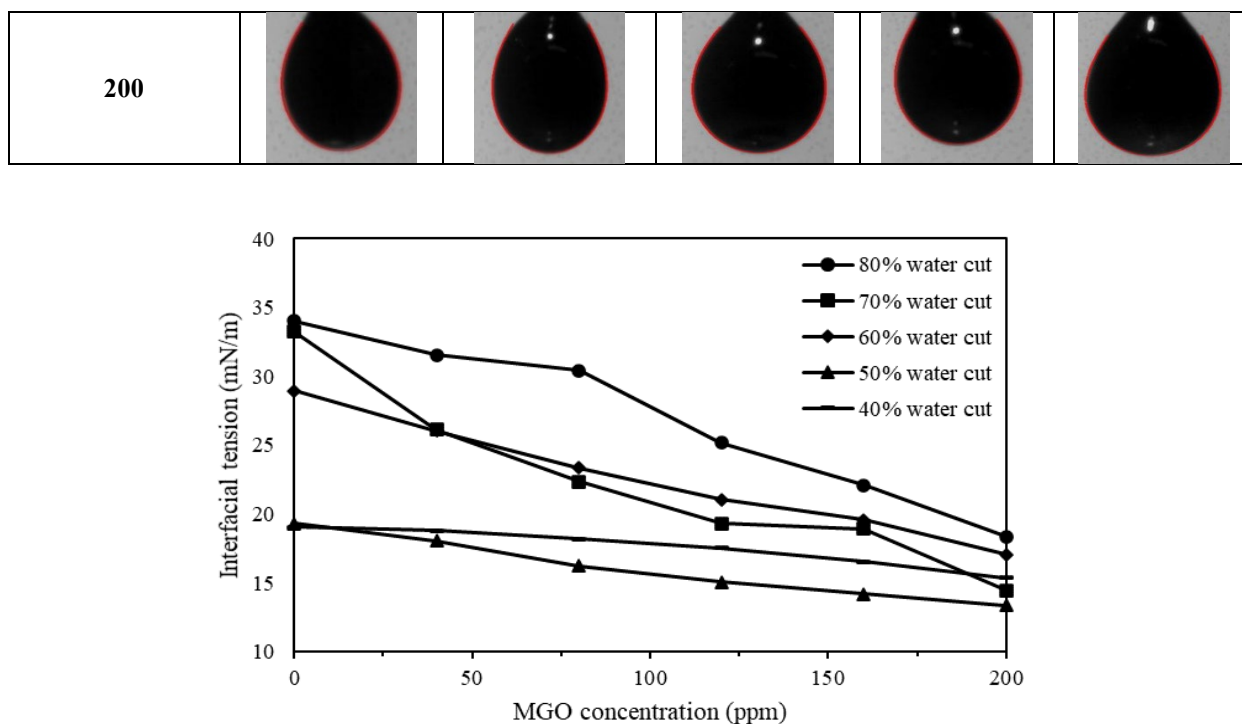 200
40
35
30
25
20
15
10
Interfacial tension (mN/m)
80% water cut
70% water cut
60% water cut
50% water cut
40% water cut
0
50
100
150
200
MGO concentration (ppm)